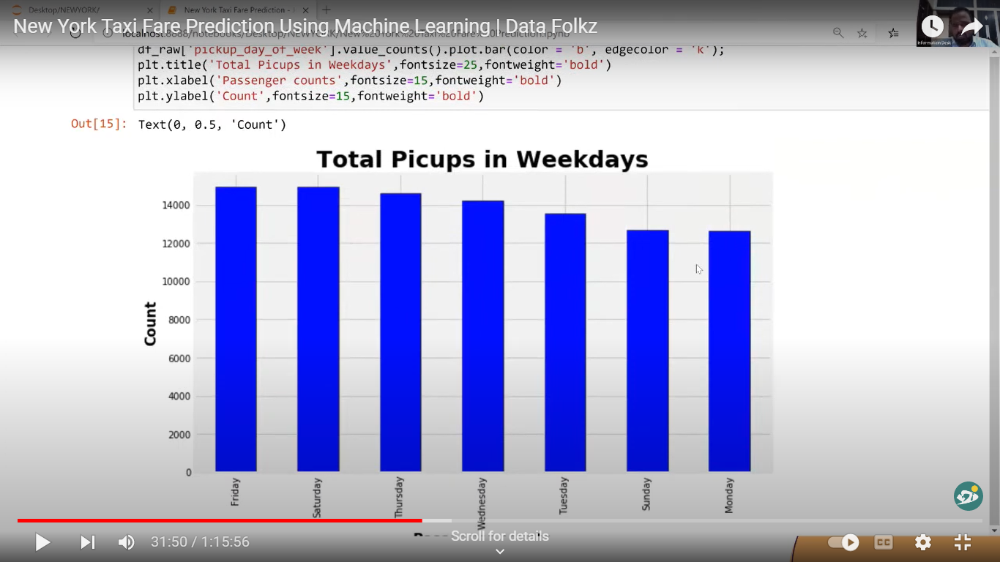 Desktop/NEWYORK/
New York Taxi Fare Prediction -
New York Taxi Fare Prediction Using Machine Learning | Data Folkz
localhost:8888/notebooks/Desktop/NEWYORK/New%20York%20Taxi%20Fare%20Prediction.ipynb
Information Desk
df_raw['pickup_day_of_week'].value_counts().plot.bar(color = 'b', edgecolor = 'k');
plt.title('Total Picups in Weekdays',fontsize=25,fontweight='bold')
plt.xlabel('Passenger counts',fontsize=15,fontweight='bold')
plt.ylabel('Count',fontsize=15,fontweight='bold')
Out[15]: Text(0, 0.5, 'Count')
Total Picups in Weekdays
14000
12000
10000
8000
6000
4000
2000
0
Count
Friday
Saturday
Thursday
Wednesday
Tuesday
Sunday
Monday
Scroll for details
31:50 / 1:15:56
CC